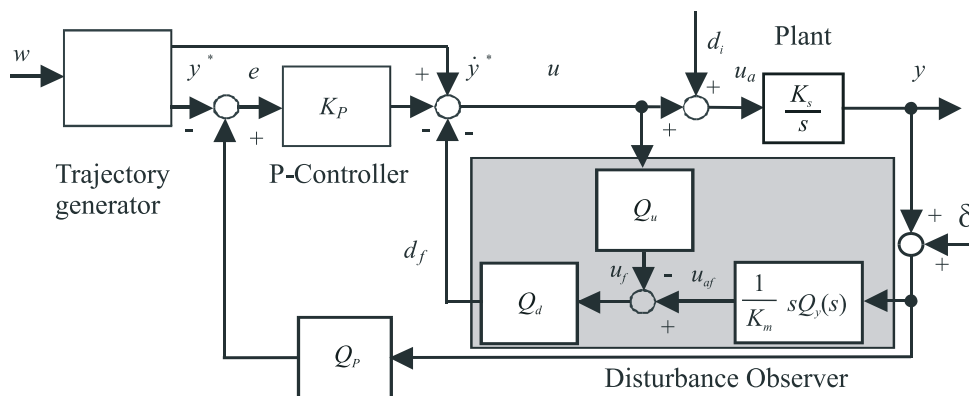 w
y *
e
K_P
+
ẏ *
u
d_i
+
Plant
u_a
K_s
s
y
-
+
-
-
+
Trajectory
generator
P-Controller
Q_u
+
δ
+
d_f
u_f
-
u_af
Q_d
+
1
K_m
sQ_y(s)
Q_P
Disturbance Observer